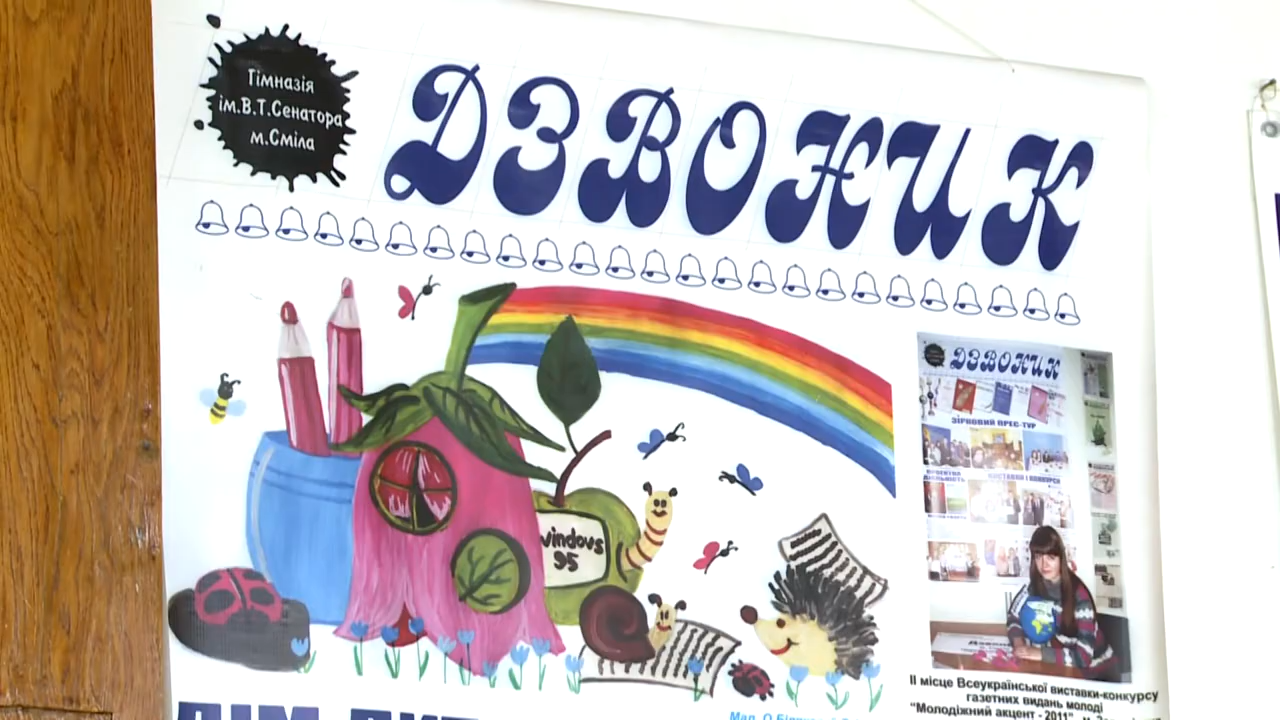 Гімназія
ім.В.Т.Сенатора
м.Сміла
ДЗВОНИК
windovs
95
ДЗВОНИК
ЗІРКОВИЙ ПРЕС-ТУР
ІІ місце Всеукраїнської виставки-конкурсу
газетних видань молоді
"Молодіжний акцент - 2011"